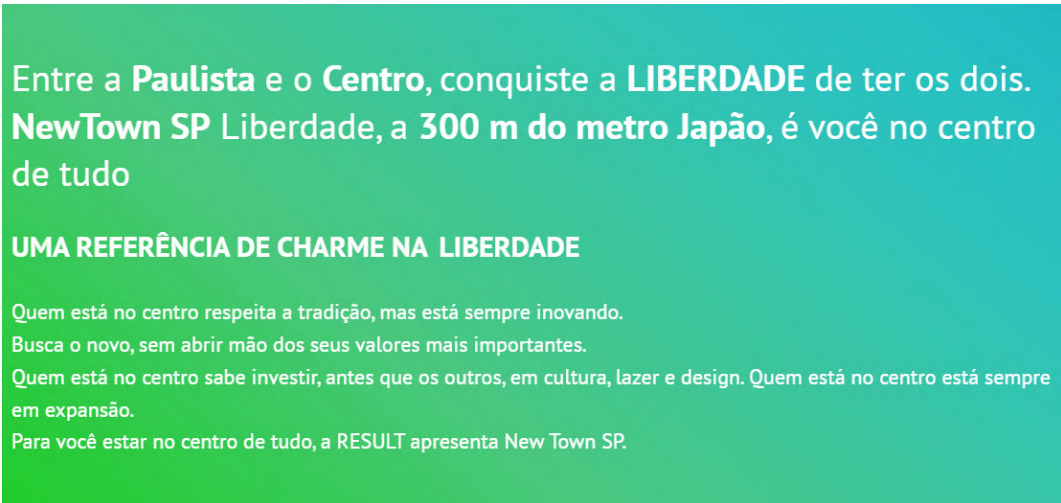 Entre a Paulista e o Centro, conquiste a LIBERDADE de ter os dois.
NewTown SP Liberdade, a 300 m do metro Japão, é você no centro
de tudo
UMA REFERÊNCIA DE CHARME NA LIBERDADE
Quem está no centro respeita a tradição, mas está sempre inovando.
Busca o novo, sem abrir mão dos seus valores mais importantes.
Quem está no centro sabe investir, antes que os outros, em cultura, lazer e design. Quem está no centro está sempre
em expansão.
Para você estar no centro de tudo, a RESULT apresenta New Town SP.